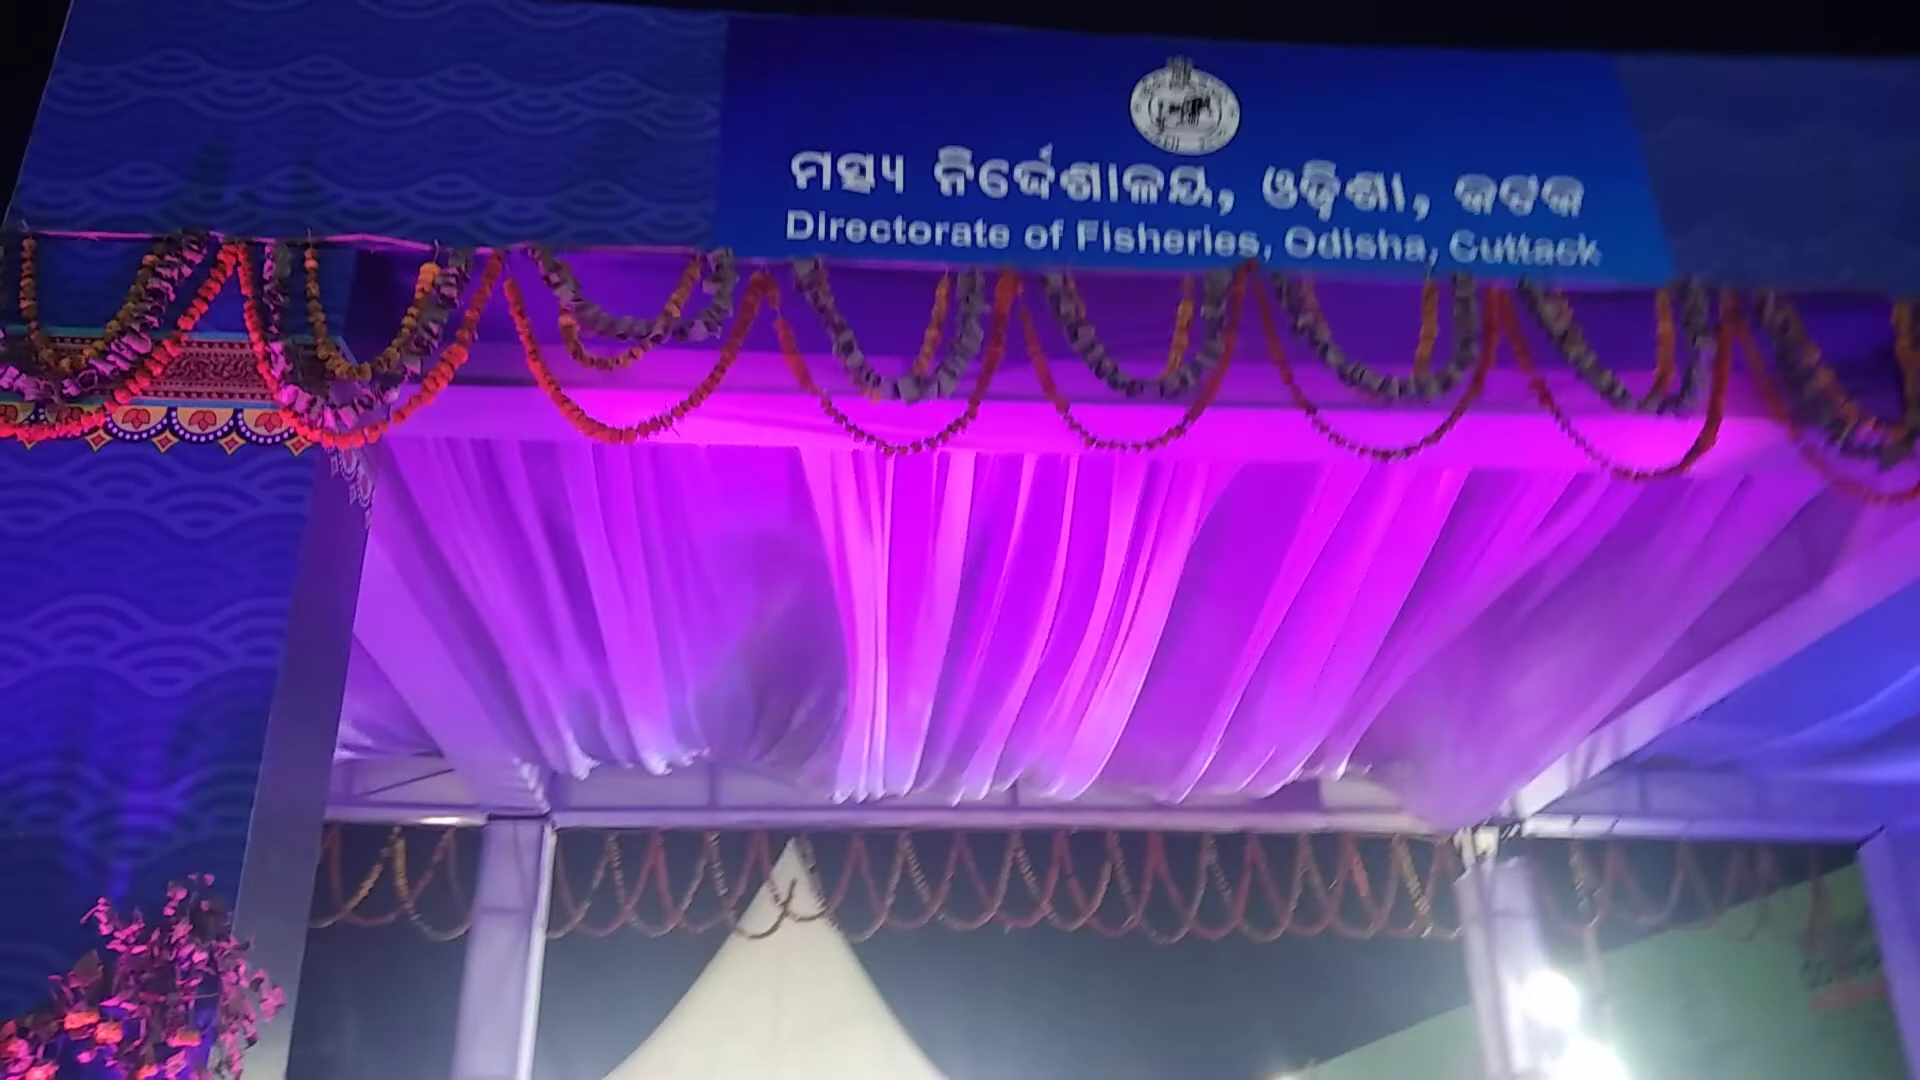 ମତ୍ସ୍ୟ ନିର୍ଦ୍ଦେଶାଳୟ, ଓଡ଼ିଶା, କଟକ
Directorate of Fisheries, Odisha, Cuttack